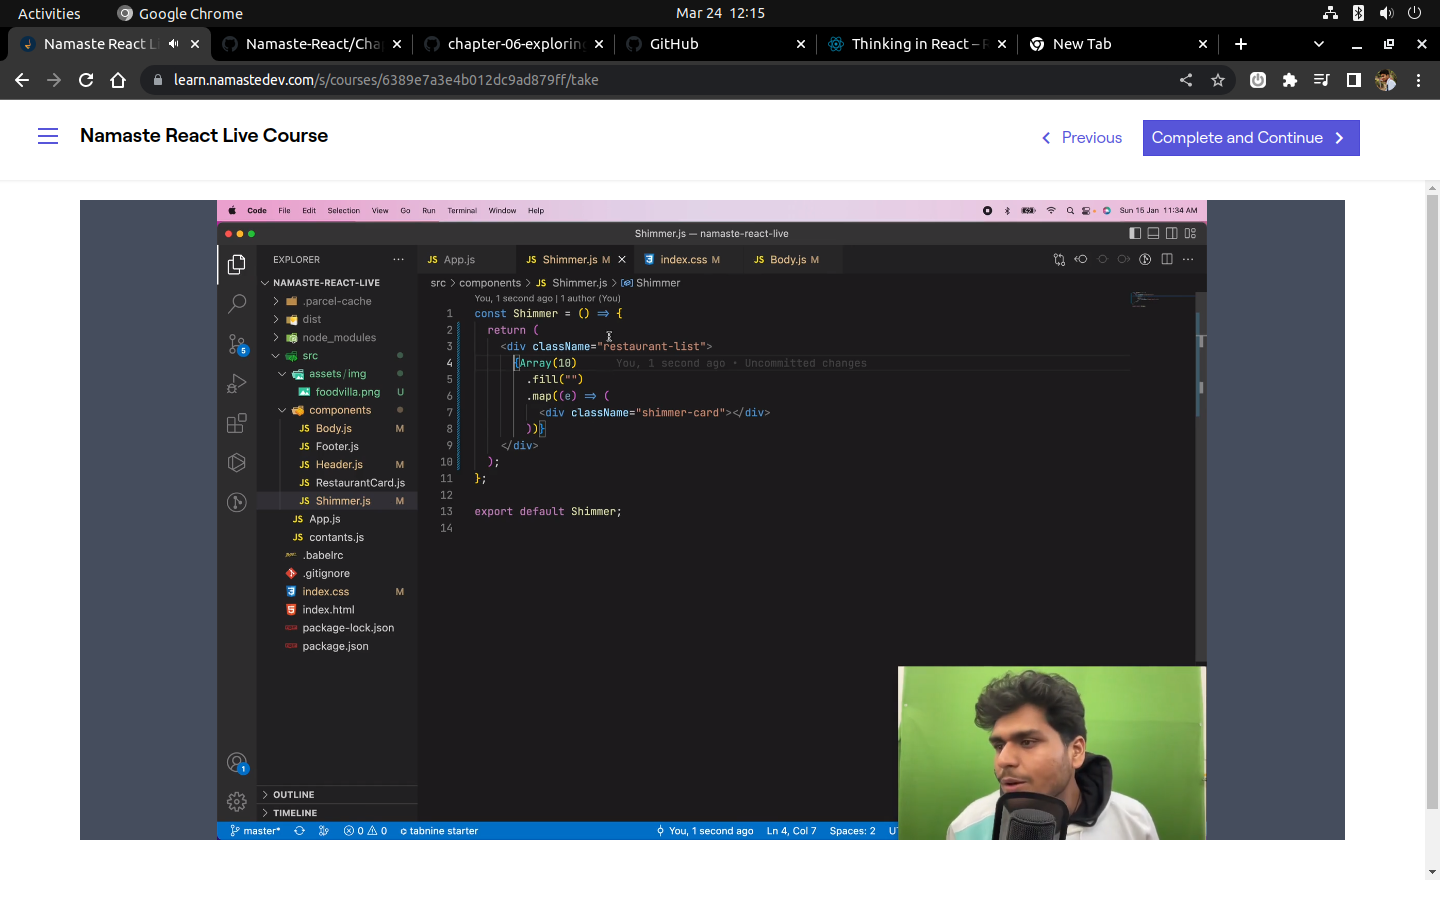 Activities Google Chrome Mar 24 12:15
Namaste React Li Namaste-React/Cha chapter-06-exploring GitHub Thinking in React – R New Tab
learn.namastedev.com/s/courses/6389e7a3e4b012dc9ad879ff/take
Namaste React Live Course Previous Complete and Continue
Code File Edit Selection View Go Run Terminal Window Help Sun 15 Jan 11:34 AM
Shimmer.js — namaste-react-live
EXPLORER ··· App.js Shimmer.js M index.css M Body.js M
src > components > JS Shimmer.js > Shimmer
NAMASTE-REACT-LIVE
.parcel-cache
dist
node_modules
src
assets/img
foodvilla.png U
components
JS Body.js M
JS Footer.js
JS Header.js M
JS RestaurantCard.js
JS Shimmer.js M
JS App.js
JS contants.js
.babelrc
.gitignore
index.css M
index.html
package-lock.json
package.json
OUTLINE
TIMELINE
You, 1 second ago | 1 author (You)
1 const Shimmer = () => {
2 return (
3 <div className="restaurant-list">
4 {Array(10) You, 1 second ago • Uncommitted changes
5 .fill("")
6 .map((e) => (
7 <div className="shimmer-card"></div>
8 ))}
9 </div>
10 );
11 };
12
13 export default Shimmer;
14
5
1
master* 0 0 tabnine starter You, 1 second ago Ln 4, Col 7 Spaces: 2